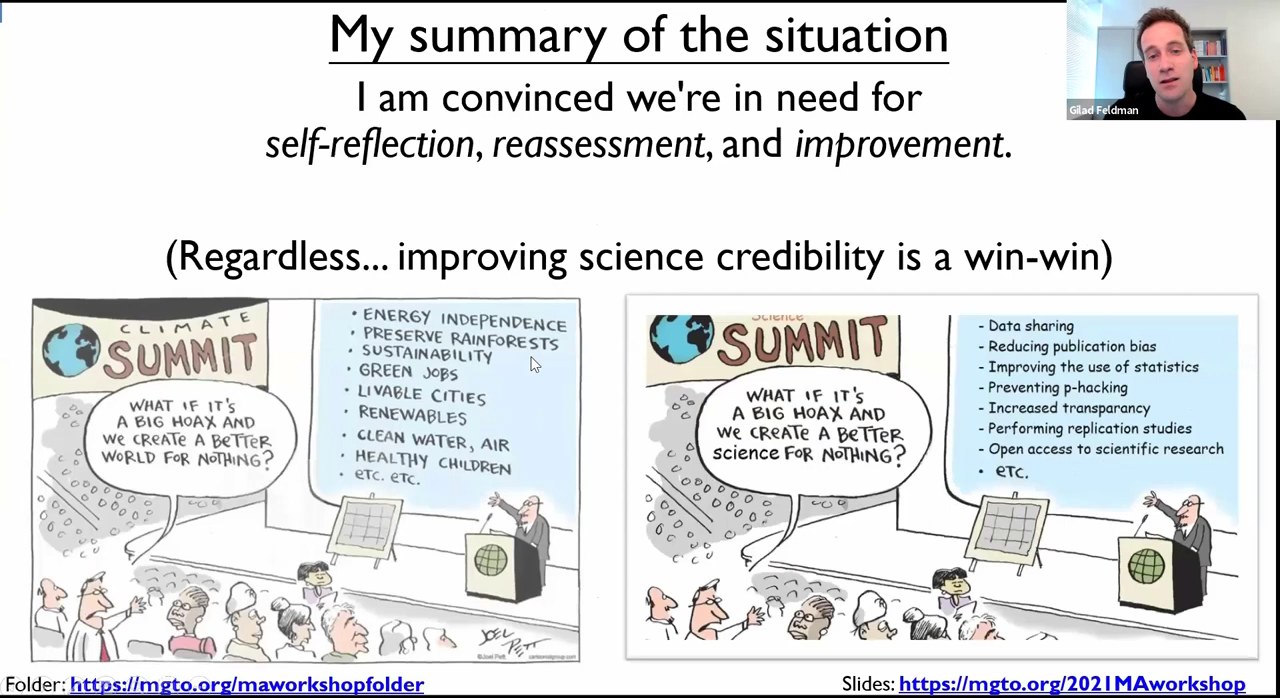 My summary of the situation
I am convinced we're in need for
self-reflection, reassessment, and improvement.
Gilad Feldman
(Regardless... improving science credibility is a win-win)
CLIMATE
SUMMIT
WHAT IF IT'S
A BIG HOAX AND
WE CREATE A BETTER
WORLD FOR NOTHING?
• ENERGY INDEPENDENCE
• PRESERVE RAINFORESTS
• SUSTAINABILITY
• GREEN JOBS
• LIVABLE CITIES
• RENEWABLES
• CLEAN WATER, AIR
• HEALTHY CHILDREN
• ETC. ETC.
JOEL
PETT
©Joel Pett
cartoonistgroup.com
Science
SUMMIT
WHAT IF IT'S
A BIG HOAX AND
WE CREATE A BETTER
science FOR NOTHING?
- Data sharing
- Reducing publication bias
- Improving the use of statistics
- Preventing p-hacking
- Increased transparancy
- Performing replication studies
- Open access to scientific research
• ETC.
Folder: https://mgto.org/maworkshopfolder
Slides: https://mgto.org/2021MAworkshop